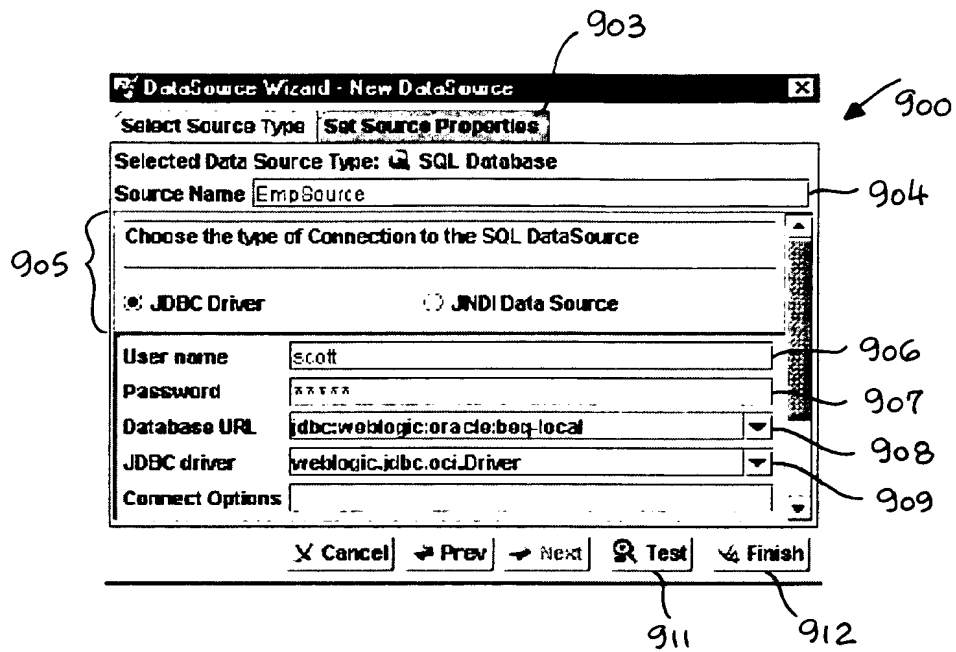 903
DataSource Wizard - New DataSource
900
Select Source Type Set Source Properties
Selected Data Source Type: SQL Database
Source Name EmpSource 904
Choose the type of Connection to the SQL DataSource
905
JDBC Driver JNDI Data Source
User name scott 906
Password ***** 907
Database URL jdbc:weblogic:oracle:beq-local 908
JDBC driver weblogic.jdbc.oci.Driver 909
Connect Options
Cancel Prev Next Test Finish
911 912